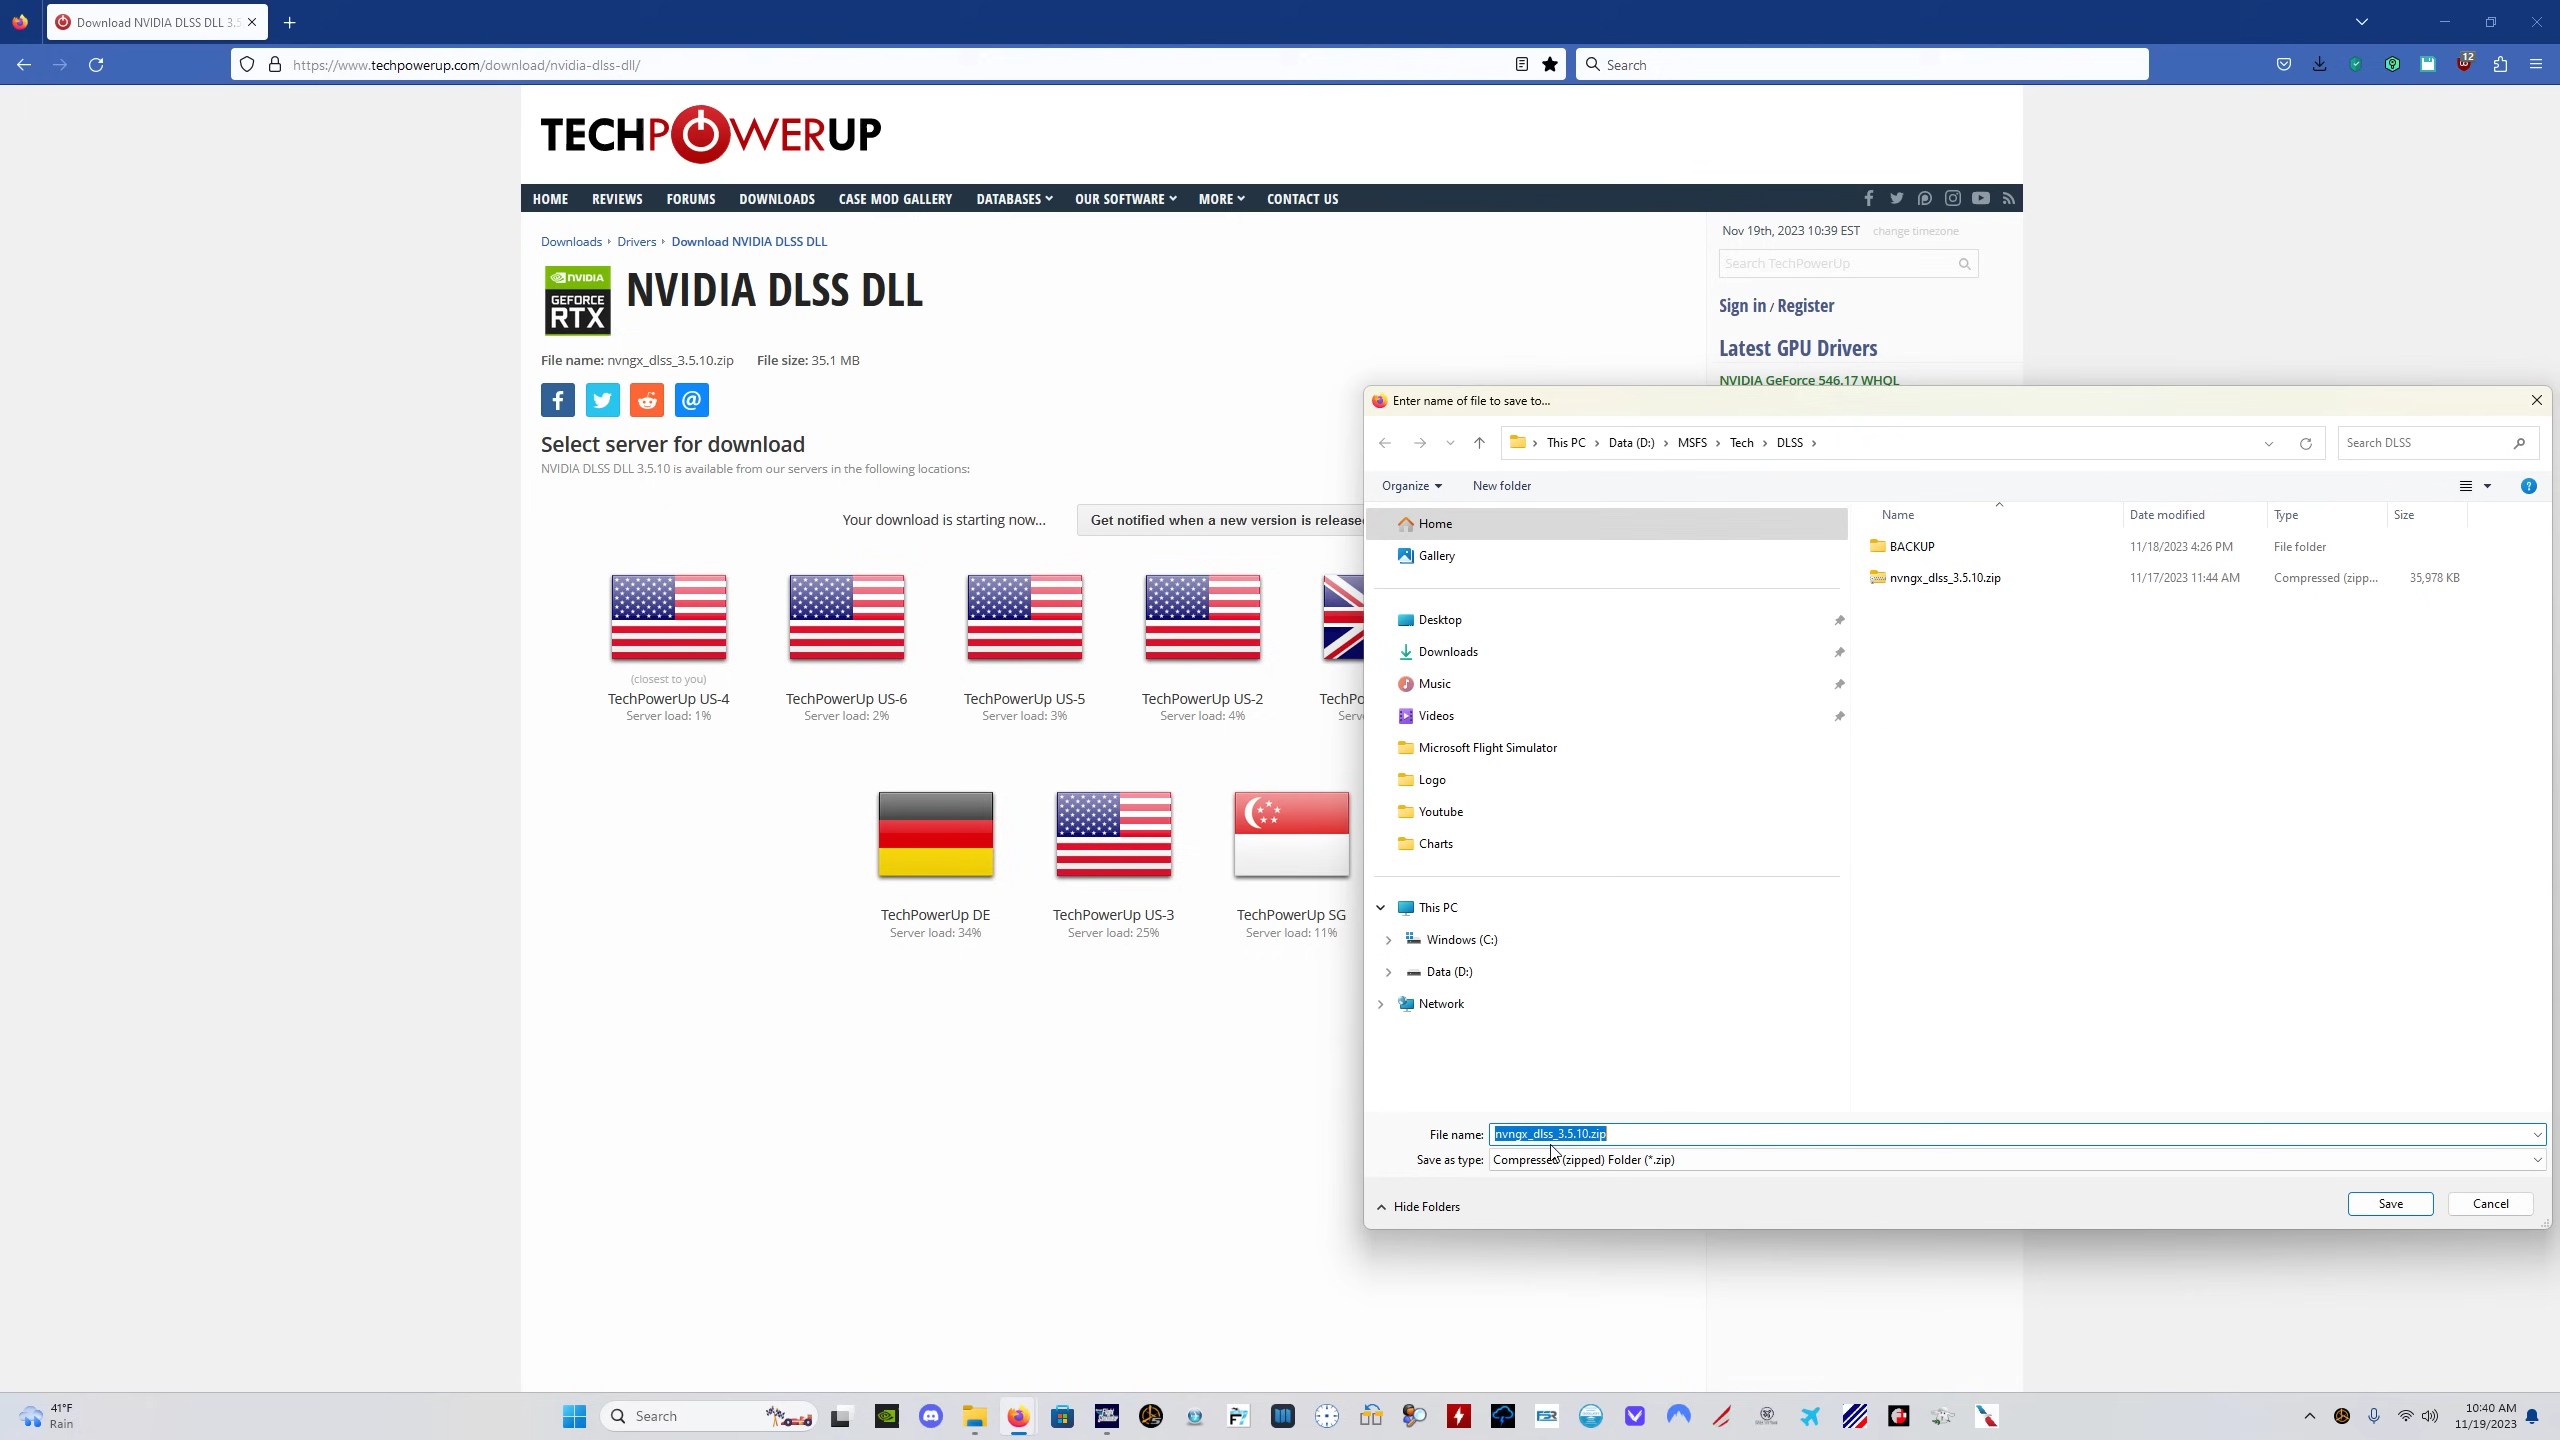 Download NVIDIA DLSS DLL 3.5
https://www.techpowerup.com/download/nvidia-dlss-dll/
Search
12
TECHPOWERUP
HOME
REVIEWS
FORUMS
DOWNLOADS
CASE MOD GALLERY
DATABASES
OUR SOFTWARE
MORE
CONTACT US
Downloads
Drivers
Download NVIDIA DLSS DLL
Nov 19th, 2023 10:39 EST
change timezone
Search TechPowerUp
NVIDIA
GEFORCE
RTX
NVIDIA DLSS DLL
Sign in / Register
Latest GPU Drivers
NVIDIA GeForce 546.17 WHQL
File name: nvngx_dlss_3.5.10.zip
File size: 35.1 MB
Select server for download
NVIDIA DLSS DLL 3.5.10 is available from our servers in the following locations:
Your download is starting now...
Get notified when a new version is released
(closest to you)
TechPowerUp US-4
Server load: 1%
TechPowerUp US-6
Server load: 2%
TechPowerUp US-5
Server load: 3%
TechPowerUp US-2
Server load: 4%
TechPo
Serve
TechPowerUp DE
Server load: 34%
TechPowerUp US-3
Server load: 25%
TechPowerUp SG
Server load: 11%
Enter name of file to save to...
This PC
Data (D:)
MSFS
Tech
DLSS
Search DLSS
Organize
New folder
Name
Date modified
Type
Size
BACKUP
11/18/2023 4:26 PM
File folder
nvngx_dlss_3.5.10.zip
11/17/2023 11:44 AM
Compressed (zipp...
35,978 KB
Home
Gallery
Desktop
Downloads
Music
Videos
Microsoft Flight Simulator
Logo
Youtube
Charts
This PC
Windows (C:)
Data (D:)
Network
File name:
nvngx_dlss_3.5.10.zip
Save as type:
Compressed (zipped) Folder (*.zip)
Hide Folders
Save
Cancel
41°F
Rain
Search
10:40 AM
11/19/2023